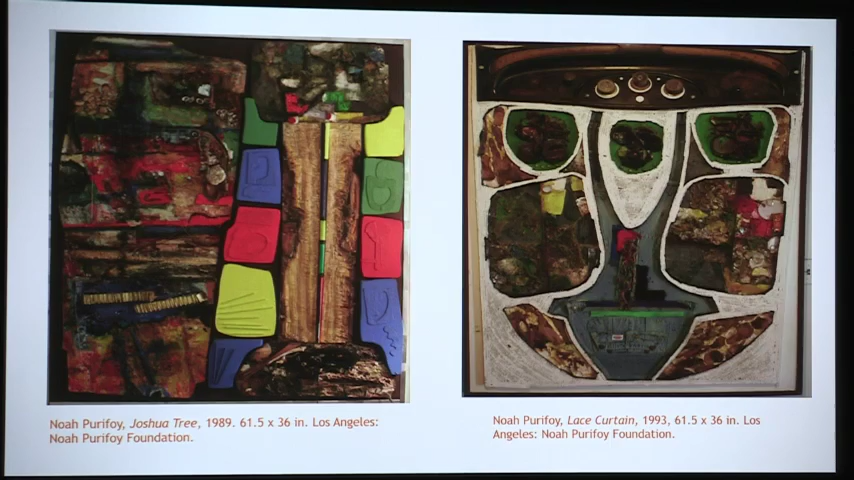 Noah Purifoy, Joshua Tree, 1989. 61.5 x 36 in. Los Angeles:
Noah Purifoy Foundation.
Noah Purifoy, Lace Curtain, 1993, 61.5 x 36 in. Los
Angeles: Noah Purifoy Foundation.